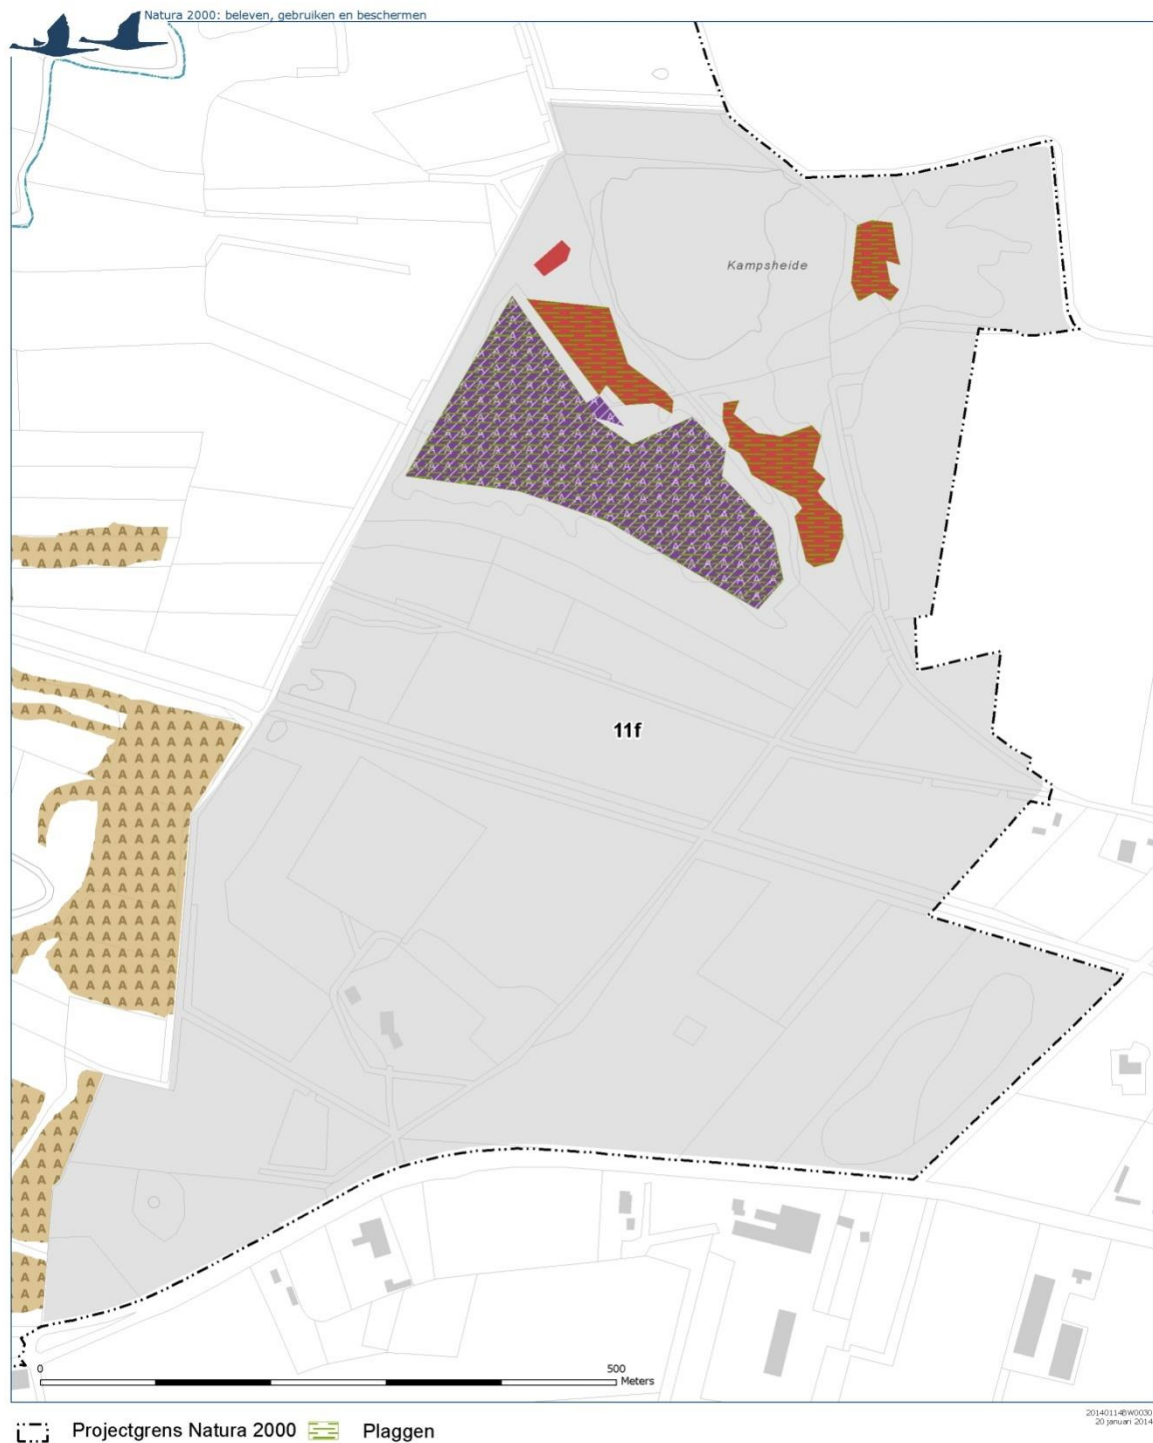 Natura 2000: beleven, gebruiken en beschermen
Kampsheide
11f
0 500
Meters
20140114BW0030
20 januari 2014
Projectgrens Natura 2000 Plaggen